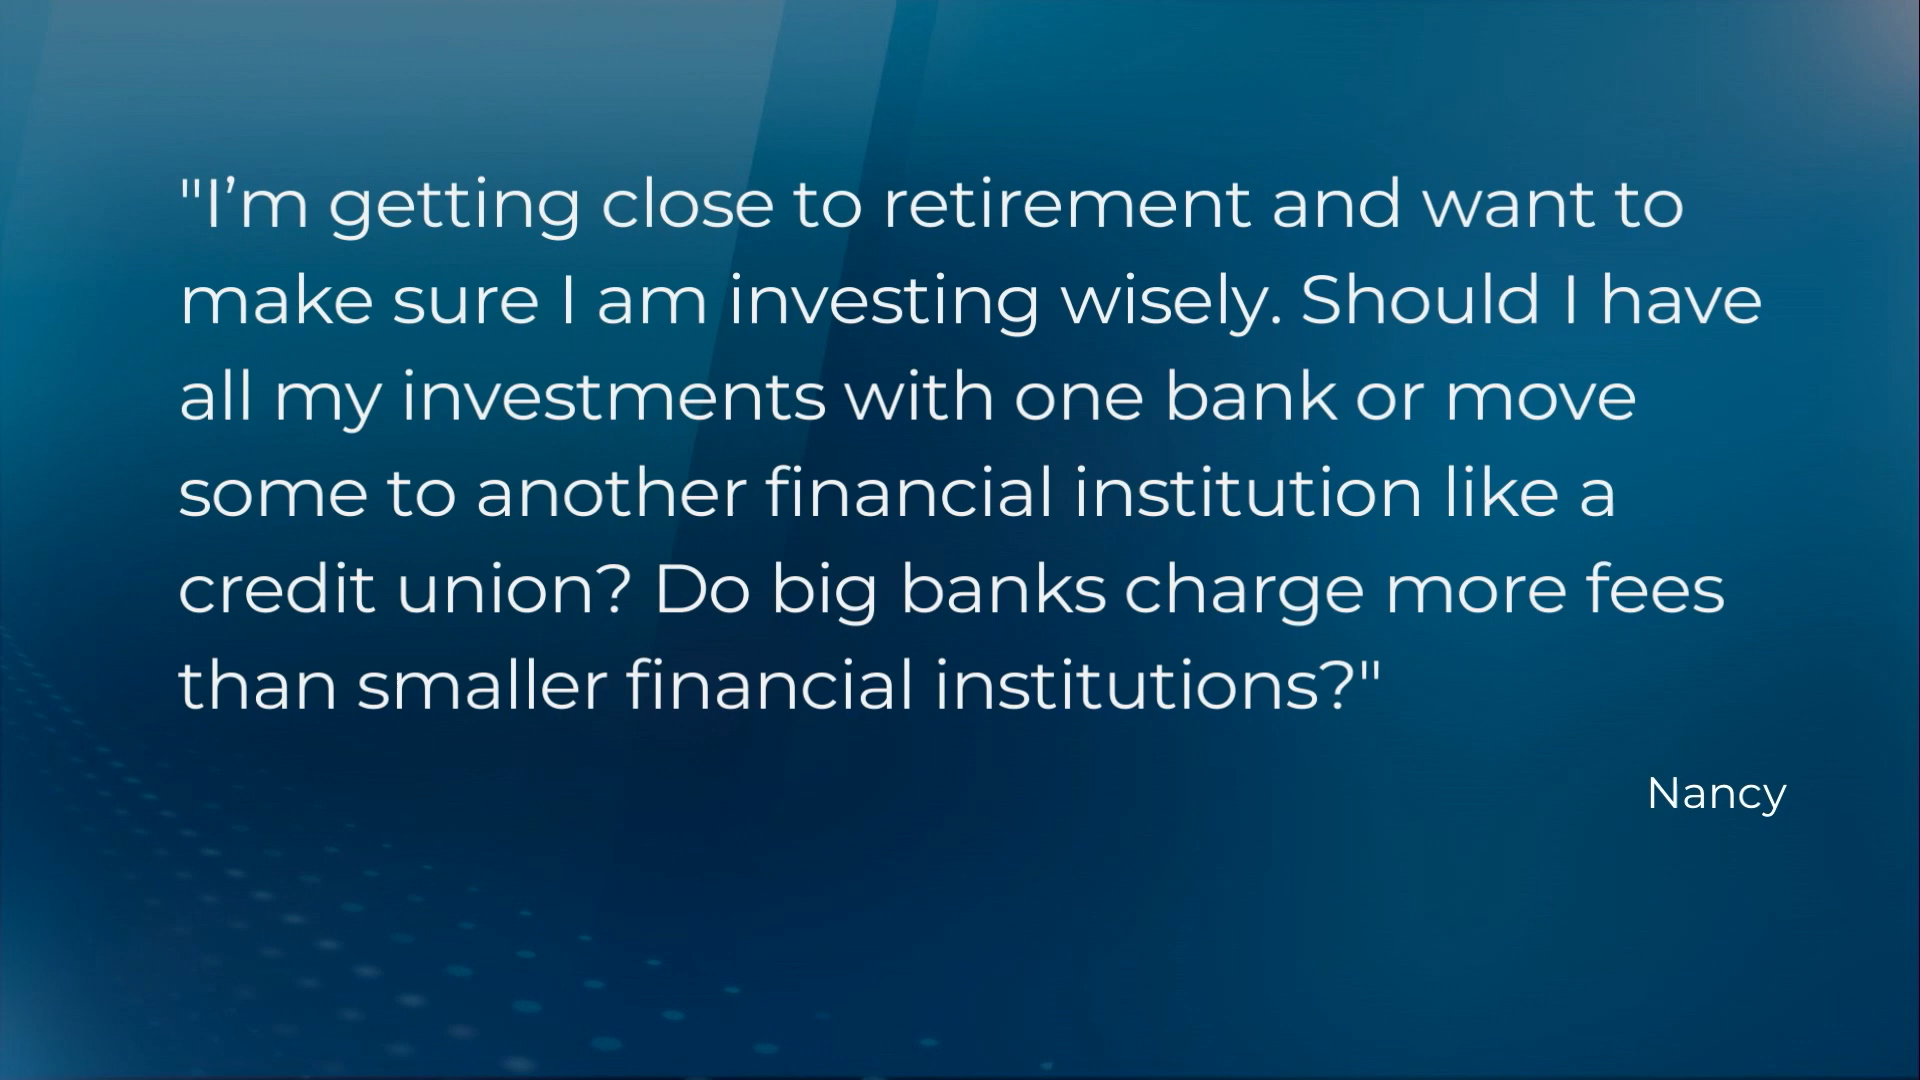 "I’m getting close to retirement and want to
make sure I am investing wisely. Should I have
all my investments with one bank or move
some to another financial institution like a
credit union? Do big banks charge more fees
than smaller financial institutions?"
Nancy